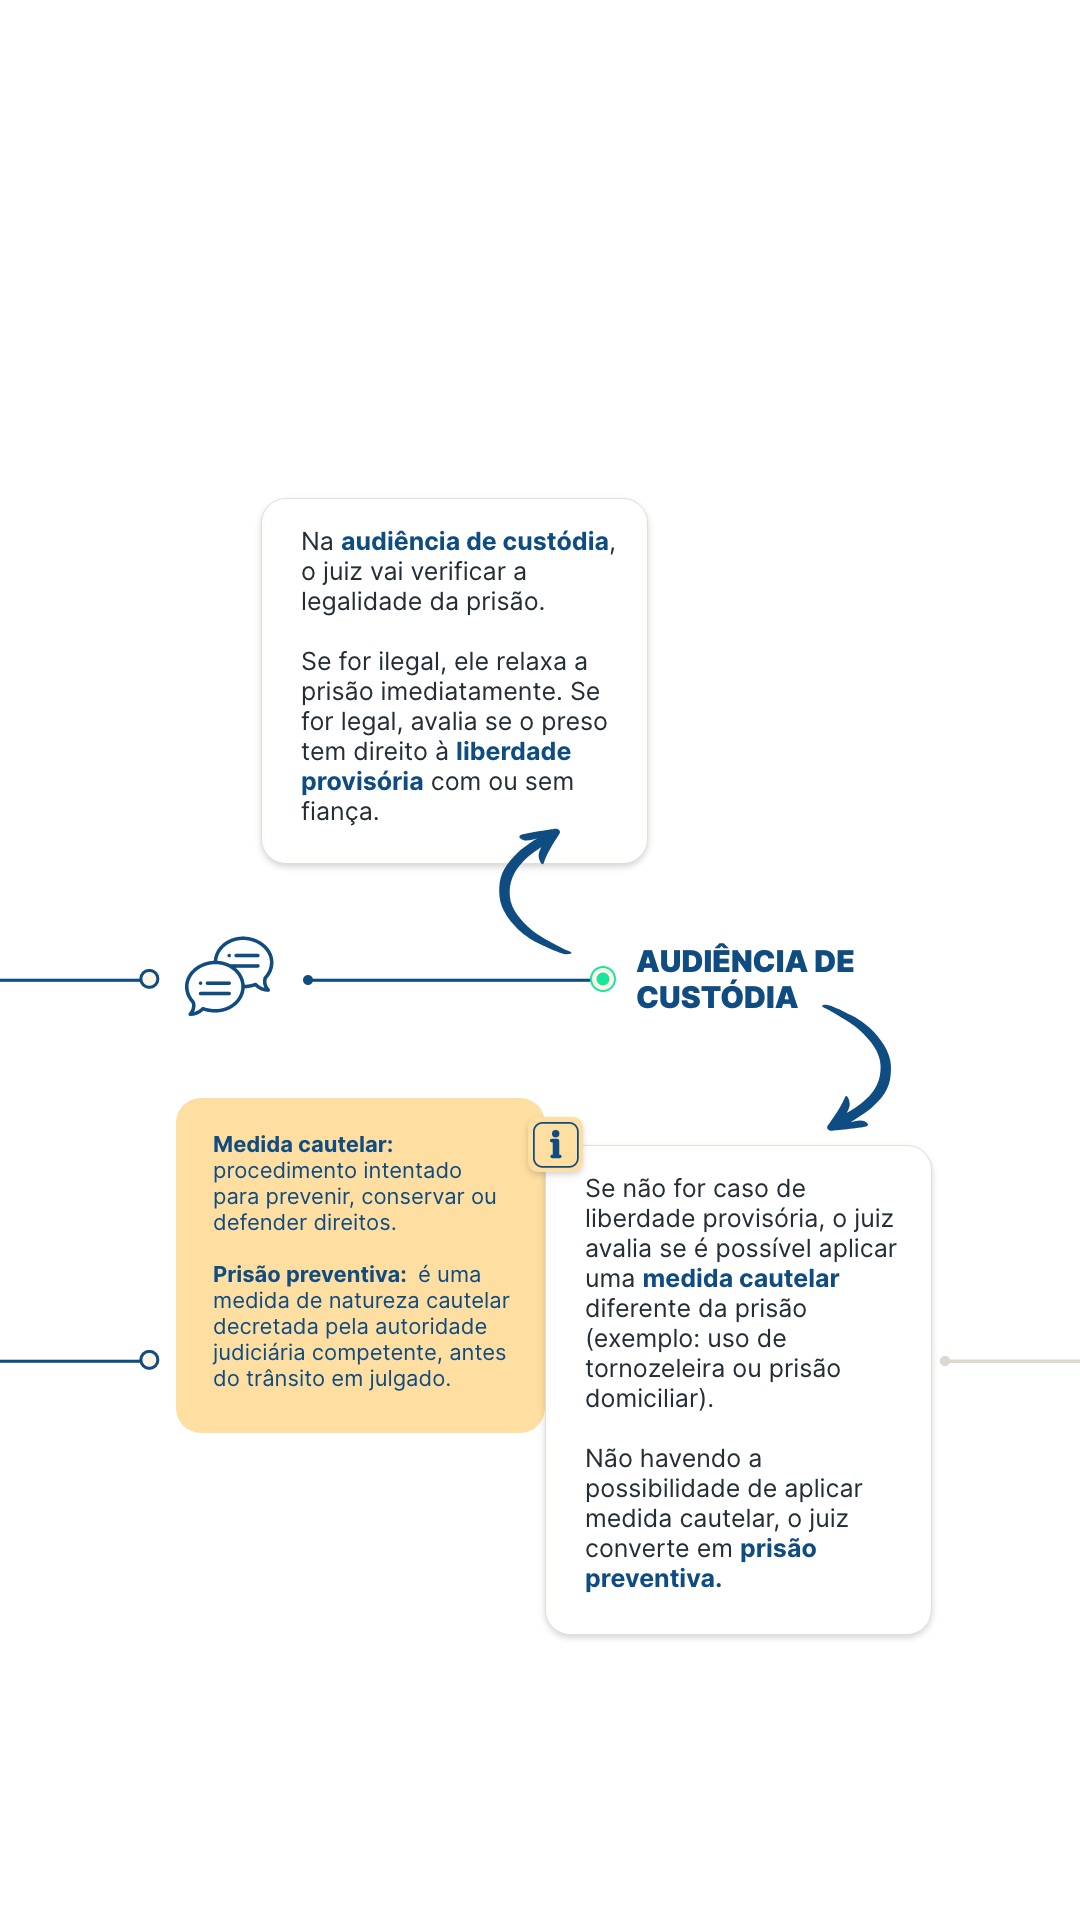 Na audiência de custódia,
o juiz vai verificar a
legalidade da prisão.
Se for ilegal, ele relaxa a
prisão imediatamente. Se
for legal, avalia se o preso
tem direito à liberdade
provisória com ou sem
fiança.
AUDIÊNCIA DE
CUSTÓDIA
Medida cautelar:
procedimento intentado
para prevenir, conservar ou
defender direitos.
Prisão preventiva: é uma
medida de natureza cautelar
decretada pela autoridade
judiciária competente, antes
do trânsito em julgado.
i
Se não for caso de
liberdade provisória, o juiz
avalia se é possível aplicar
uma medida cautelar
diferente da prisão
(exemplo: uso de
tornozeleira ou prisão
domiciliar).
Não havendo a
possibilidade de aplicar
medida cautelar, o juiz
converte em prisão
preventiva.